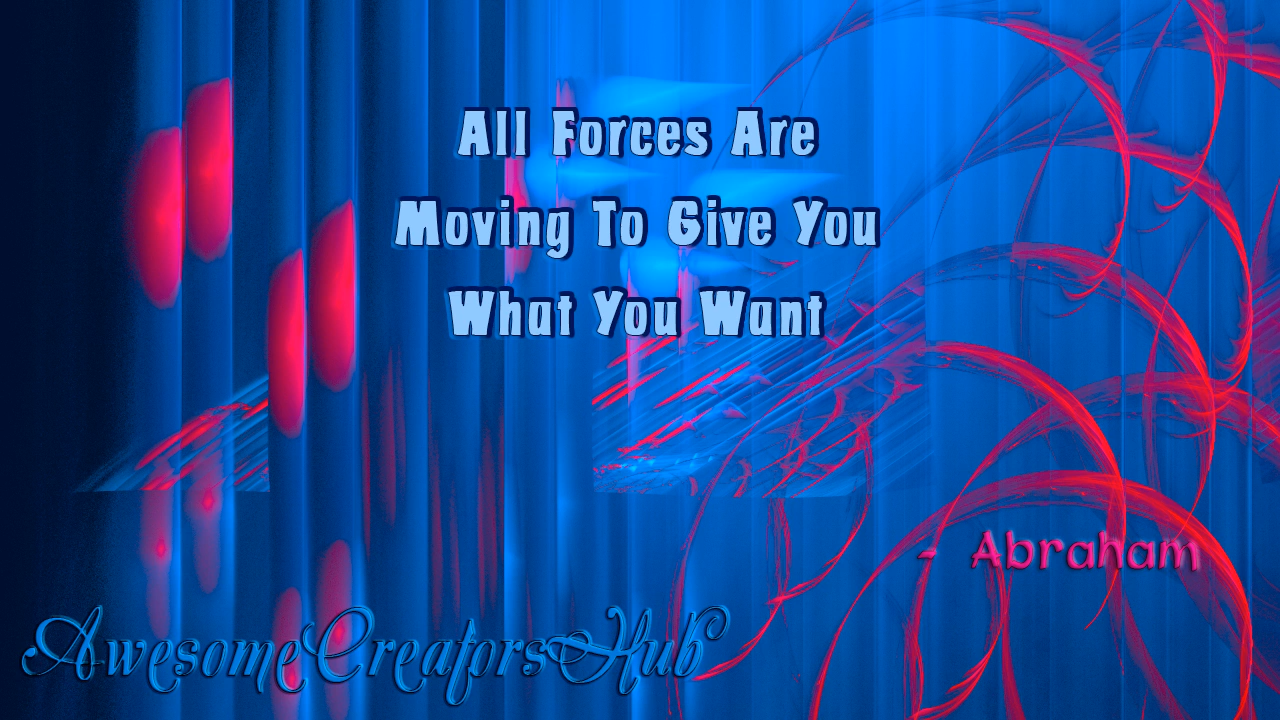 All Forces Are
Moving To Give You
What You Want
- Abraham
AwesomeCreatorsHub